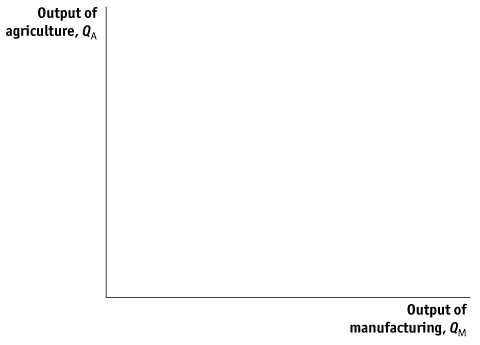 Output of
agriculture, QA
Output of
manufacturing, QM